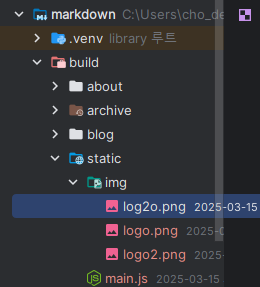 markdown C:\Users\cho_de
.venv library 루트
build
about
archive
blog
static
img
log2o.png 2025-03-15
logo.png 2025-03
logo2.png 2025-0
main.js 2025-03-15